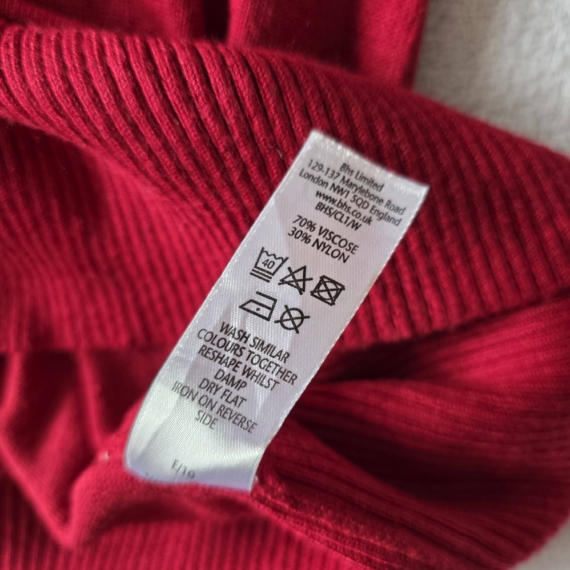 Bhs Limited
129-137 Marylebone Road
London NW1 5QD England
www.bhs.co.uk
BHS/CL1/W
70% VISCOSE
30% NYLON
40
WASH SIMILAR
COLOURS TOGETHER
RESHAPE WHILST
DAMP
DRY FLAT
IRON ON REVERSE
SIDE